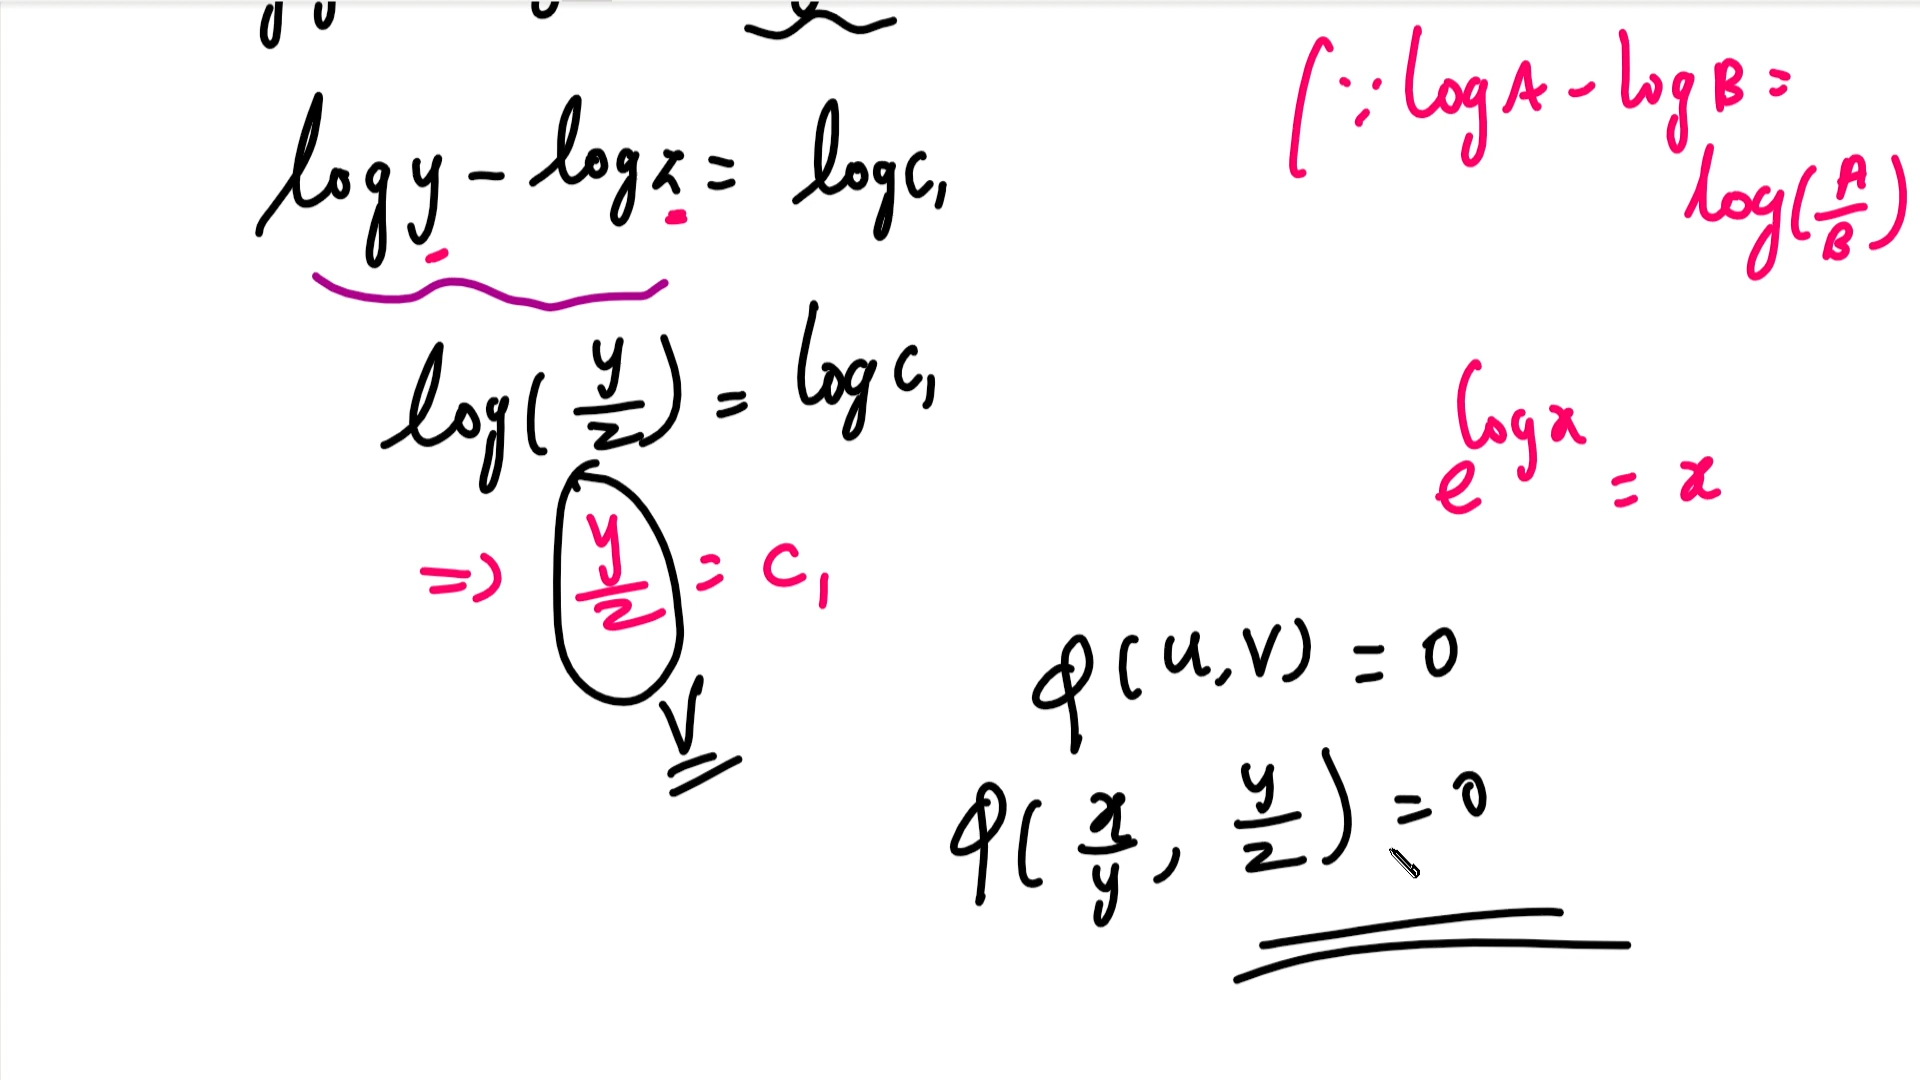 log y - log z = log c₁
(∵ log A - log B =
log(A/B)
log(y/z) = log c₁
e^(log x) = x
=> y/z = c₁
V
φ(u, v) = 0
φ(x/y, y/z) = 0